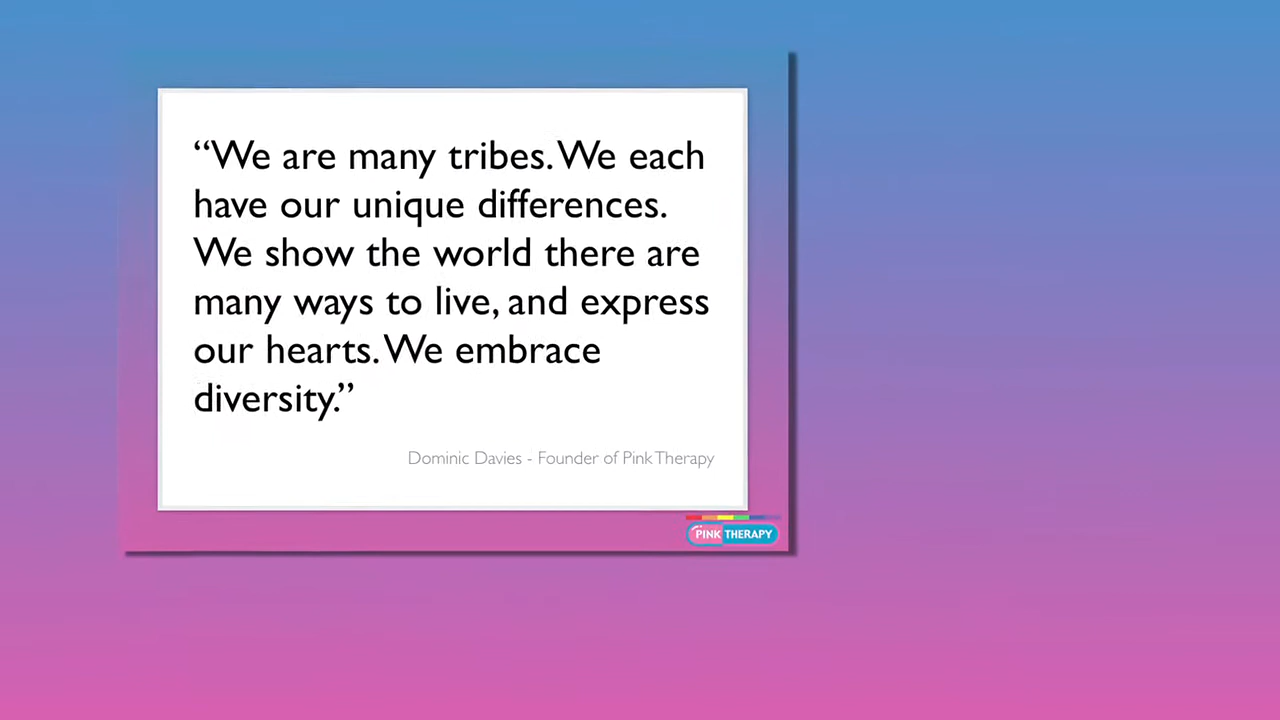 “We are many tribes. We each
have our unique differences.
We show the world there are
many ways to live, and express
our hearts. We embrace
diversity.”
Dominic Davies - Founder of Pink Therapy
PINK THERAPY